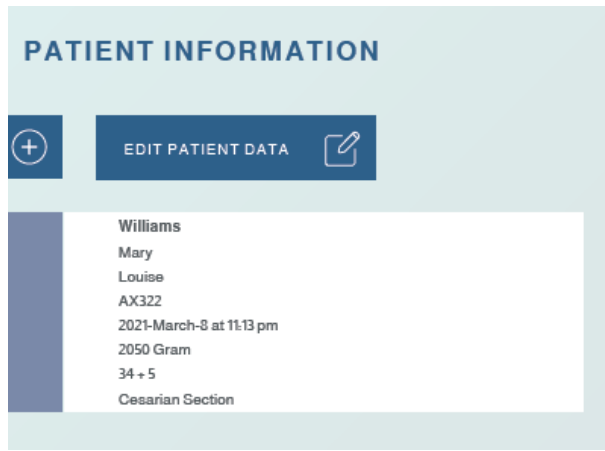 PATIENT INFORMATION
EDIT PATIENT DATA
Williams
Mary
Louise
AX322
2021-March-8 at 11:13 pm
2050 Gram
34 + 5
Cesarian Section